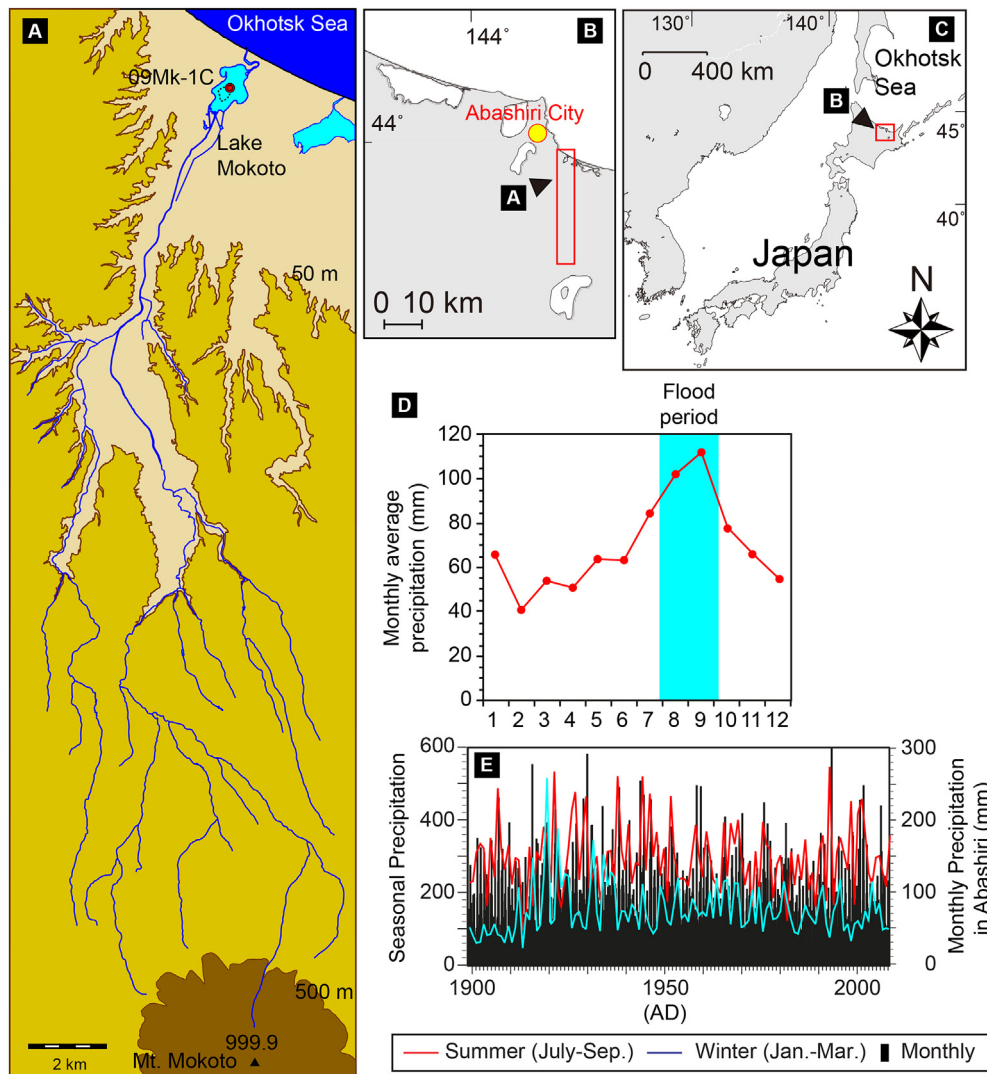 A
Okhotsk Sea
09Mk-1C
Lake
Mokoto
50 m
500 m
999.9
Mt. Mokoto
2 km
B
144°
44°
Abashiri City
A
0 10 km
C
130°
140°
0 400 km
Okhotsk
Sea
B
45°
40°
Japan
N
D
Flood
period
Monthly average
precipitation (mm)
120
100
80
60
40
20
0
1 2 3 4 5 6 7 8 9 10 11 12
E
Seasonal Precipitation
600
400
200
0
300
200
100
0
Monthly Precipitation
in Abashiri (mm)
1900 1950 2000
(AD)
Summer (July-Sep.) Winter (Jan.-Mar.) Monthly